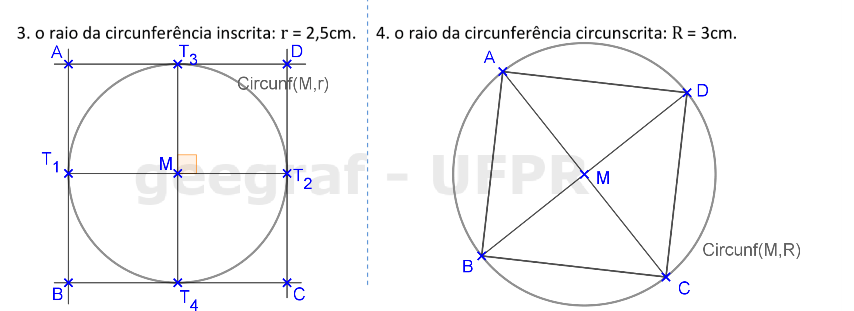 3. o raio da circunferência inscrita: r = 2,5cm.
4. o raio da circunferência circunscrita: R = 3cm.
A T3 D
Circunf(M,r)
T1 M T2
B T4 C
A
D
M
Circunf(M,R)
B
C
geegraf - UFPR